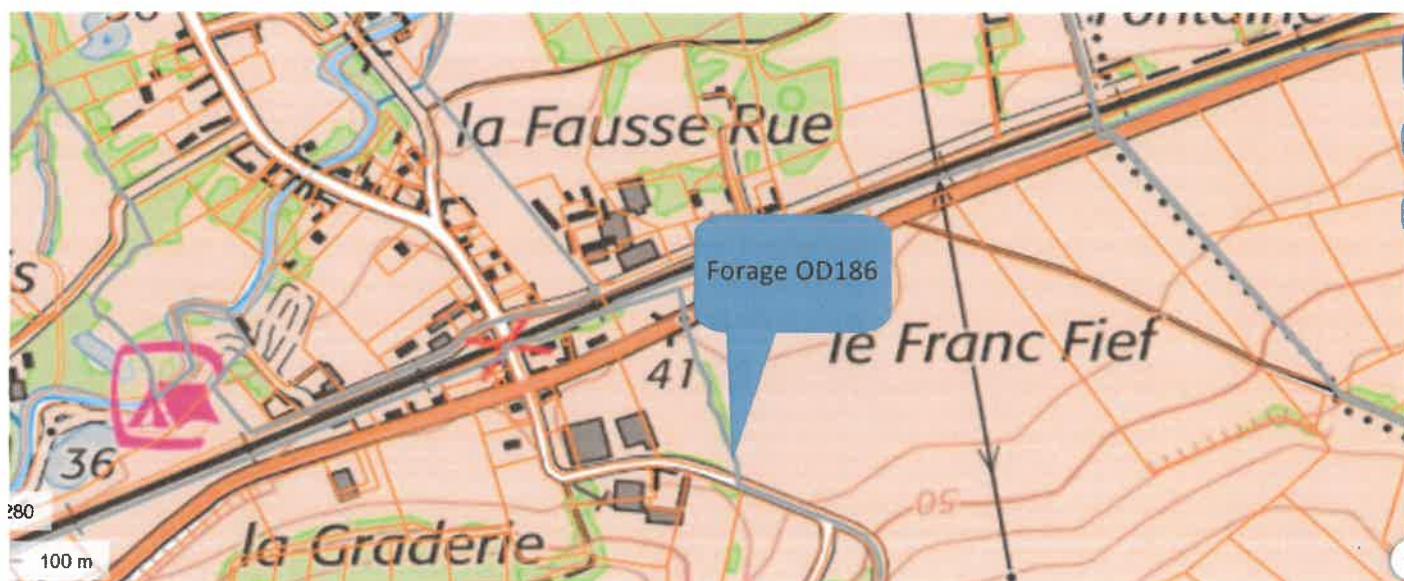 la Fausse Rue
Forage OD186
le Franc Fief
41
36
50
280
100 m
la Graderie